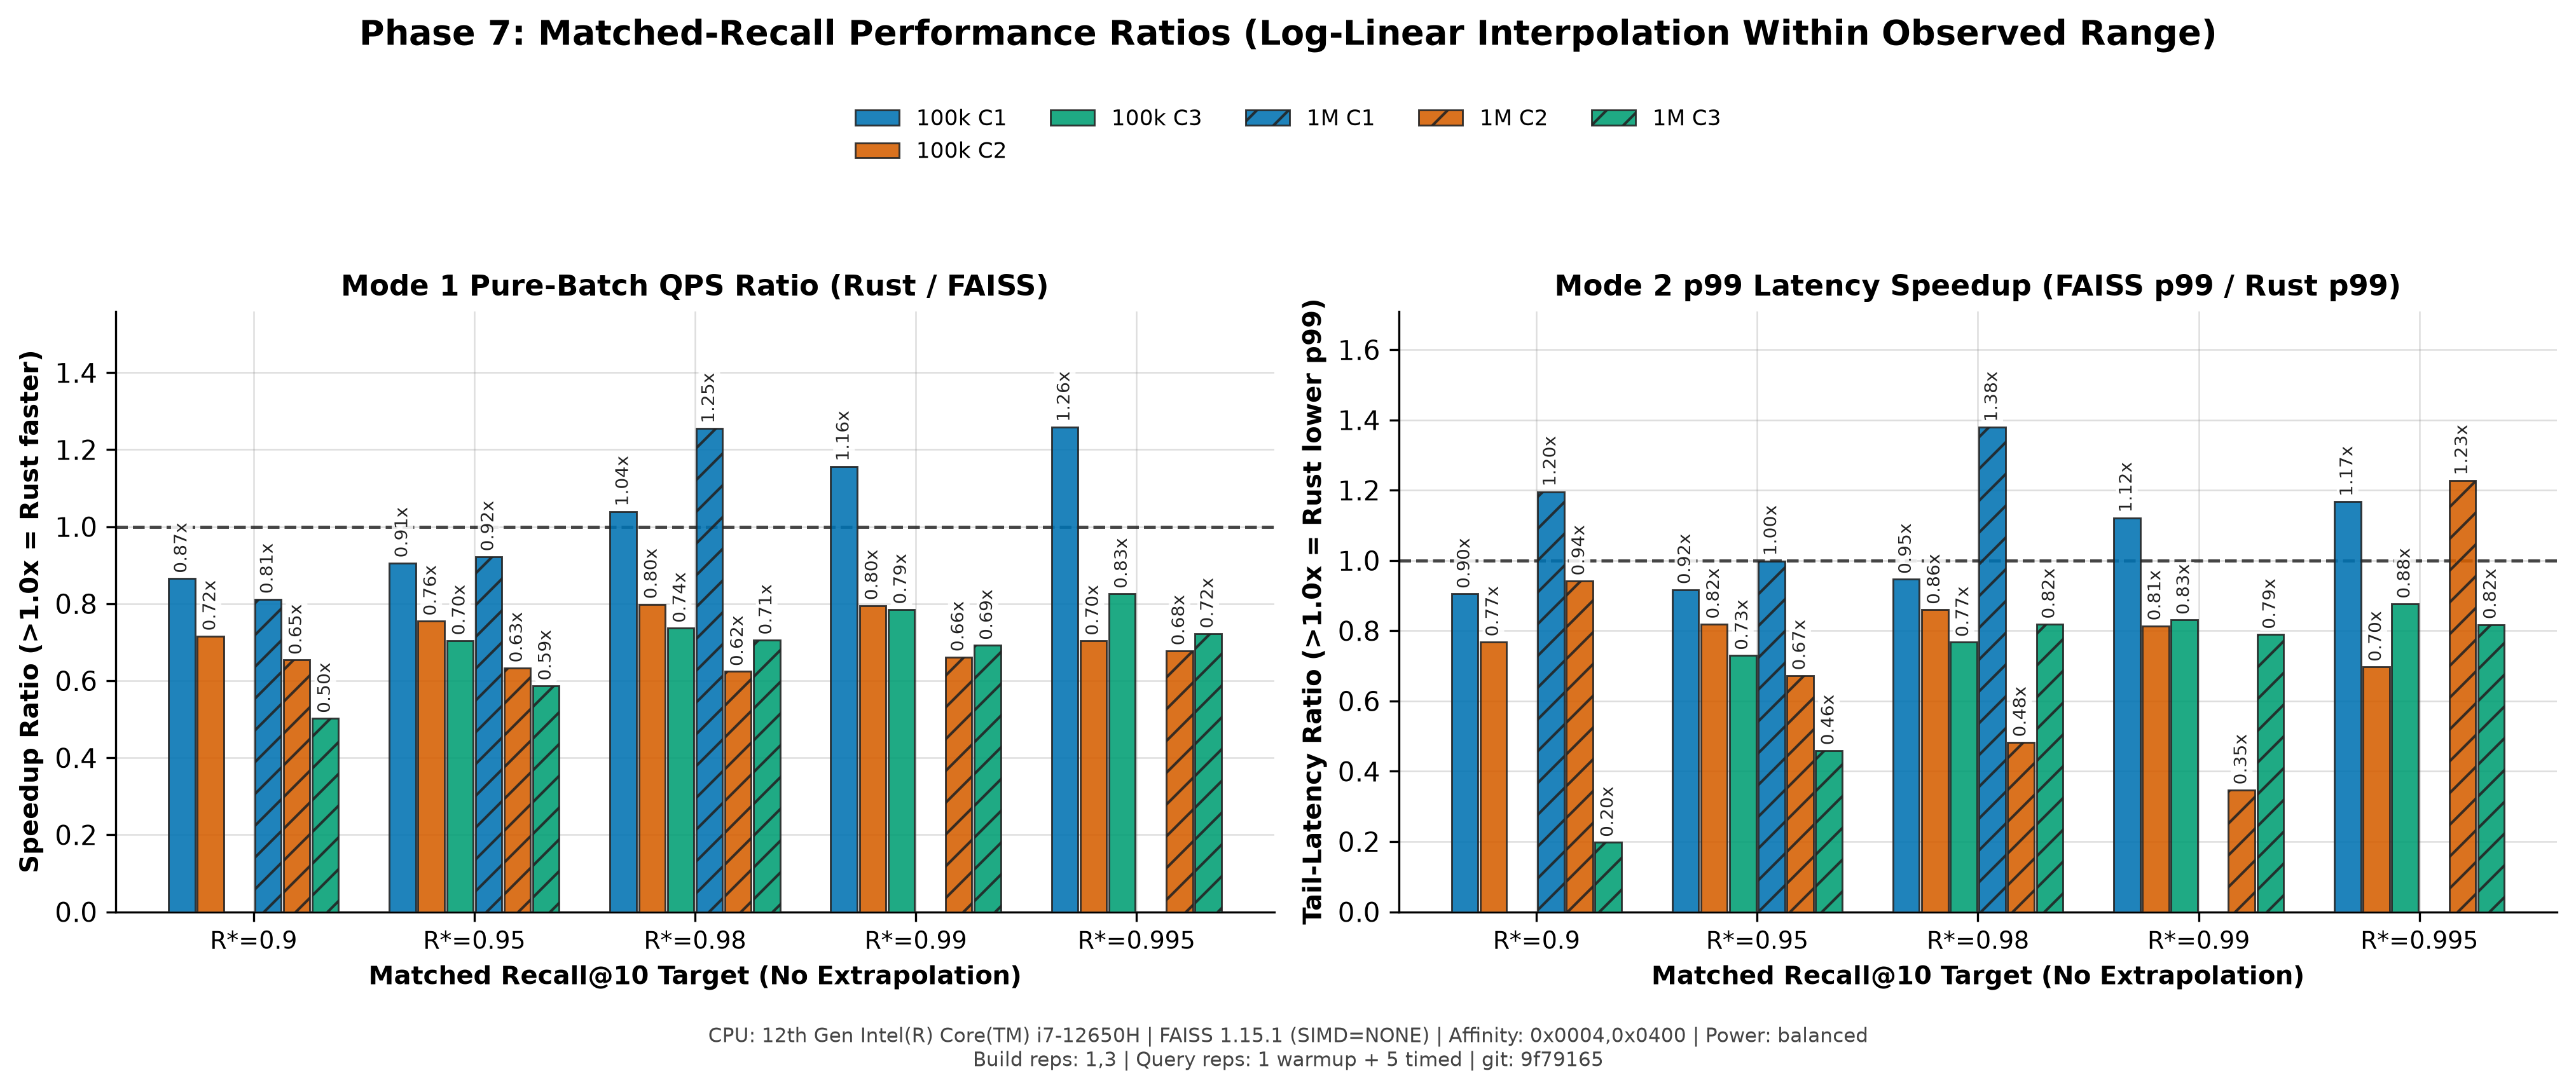 Phase 7: Matched-Recall Performance Ratios (Log-Linear Interpolation Within Observed Range)
100k C1 100k C3 1M C1 1M C2 1M C3
100k C2
Mode 1 Pure-Batch QPS Ratio (Rust / FAISS)
Speedup Ratio (>1.0x = Rust faster)
1.4
1.2
1.0
0.8
0.6
0.4
0.2
0.0
0.87x 0.72x 0.81x 0.65x 0.50x
0.91x 0.76x 0.70x 0.92x 0.63x 0.59x
1.04x 0.80x 0.74x 1.25x 0.62x 0.71x
1.16x 0.80x 0.79x 0.66x 0.69x
1.26x 0.70x 0.83x 0.68x 0.72x
R*=0.9 R*=0.95 R*=0.98 R*=0.99 R*=0.995
Matched Recall@10 Target (No Extrapolation)
Mode 2 p99 Latency Speedup (FAISS p99 / Rust p99)
Tail-Latency Ratio (>1.0x = Rust lower p99)
1.6
1.4
1.2
1.0
0.8
0.6
0.4
0.2
0.0
0.90x 0.77x 1.20x 0.94x 0.20x
0.92x 0.82x 0.73x 1.00x 0.67x 0.46x
0.95x 0.86x 0.77x 1.38x 0.48x 0.82x
1.12x 0.81x 0.83x 0.35x 0.79x
1.17x 0.70x 0.88x 1.23x 0.82x
R*=0.9 R*=0.95 R*=0.98 R*=0.99 R*=0.995
Matched Recall@10 Target (No Extrapolation)
CPU: 12th Gen Intel(R) Core(TM) i7-12650H | FAISS 1.15.1 (SIMD=NONE) | Affinity: 0x0004,0x0400 | Power: balanced
Build reps: 1,3 | Query reps: 1 warmup + 5 timed | git: 9f79165